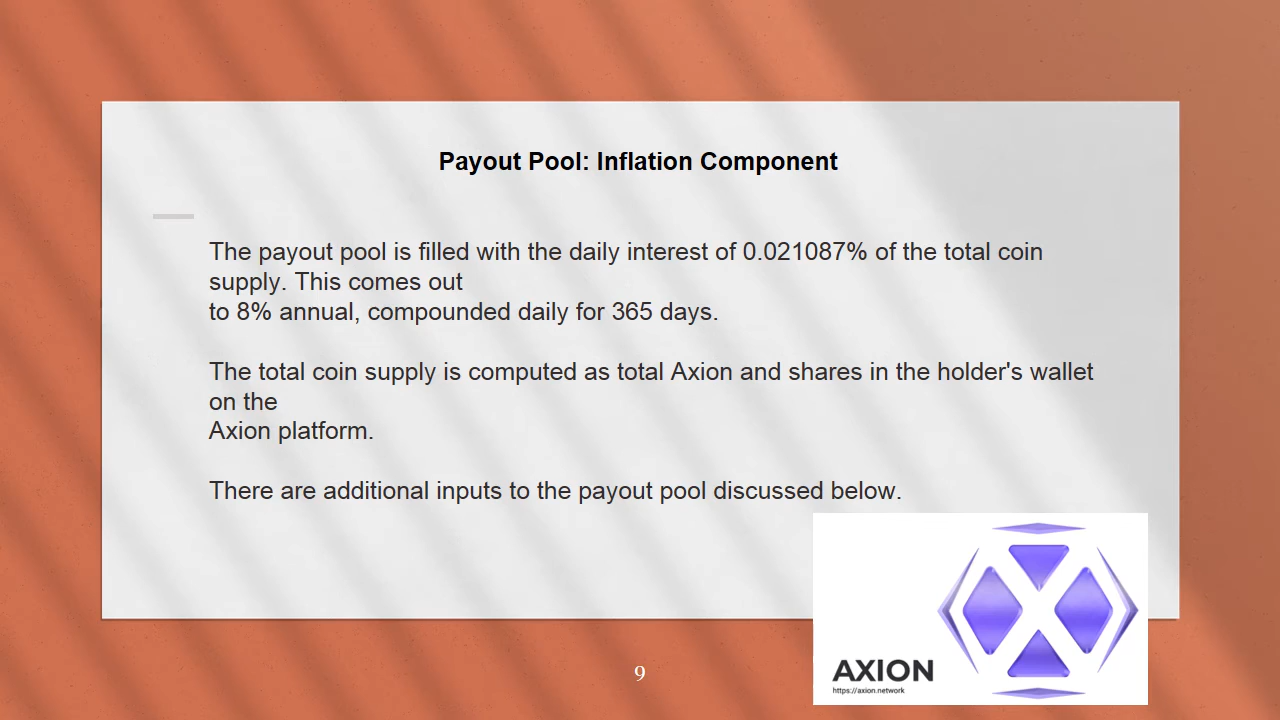 Payout Pool: Inflation Component
The payout pool is filled with the daily interest of 0.021087% of the total coin
supply. This comes out
to 8% annual, compounded daily for 365 days.
The total coin supply is computed as total Axion and shares in the holder's wallet
on the
Axion platform.
There are additional inputs to the payout pool discussed below.
AXION
https://axion.network
9